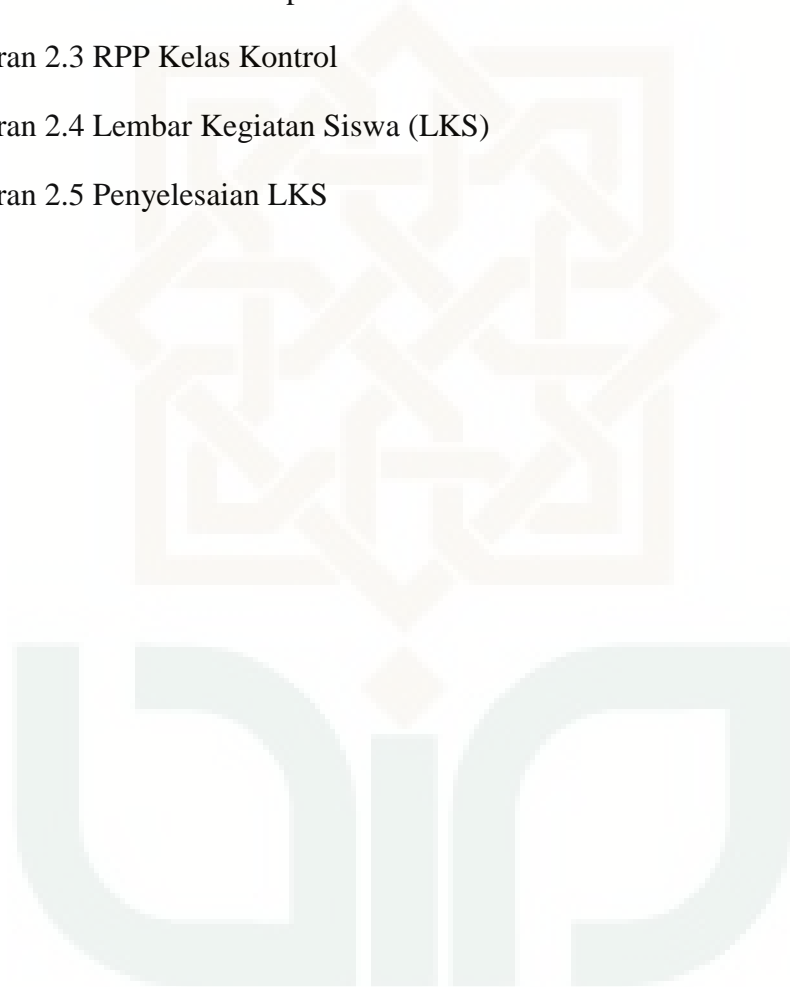 ran 2.3 RPP Kelas Kontrol
ran 2.4 Lembar Kegiatan Siswa (LKS)
ran 2.5 Penyelesaian LKS